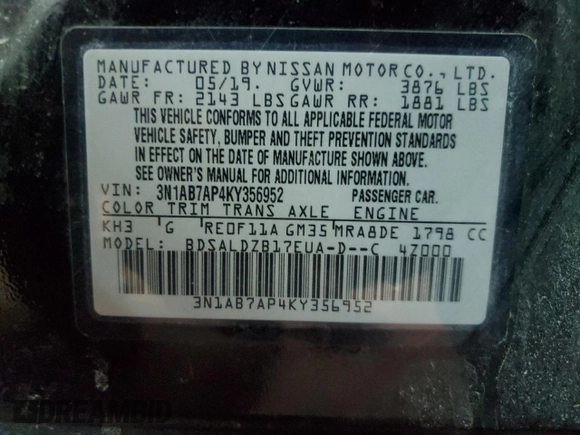 MANUFACTURED BY NISSAN MOTOR CO., LTD.
DATE: 05/19. GVWR: 3876 LBS
GAWR FR: 2143 LBS GAWR RR: 1881 LBS
THIS VEHICLE CONFORMS TO ALL APPLICABLE FEDERAL MOTOR
VEHICLE SAFETY, BUMPER AND THEFT PREVENTION STANDARDS
IN EFFECT ON THE DATE OF MANUFACTURE SHOWN ABOVE.
SEE OWNER'S MANUAL FOR ADDITIONAL INFORMATION
VIN: 3N1AB7AP4KY356952 PASSENGER CAR.
COLOR TRIM TRANS AXLE ENGINE
KH3 G RE0F11A GM35 MRA8DE 1798 CC
MODEL: BDSALDZB17EUA-D--C 4Z000
3N1AB7AP4KY356952
DREAMBID